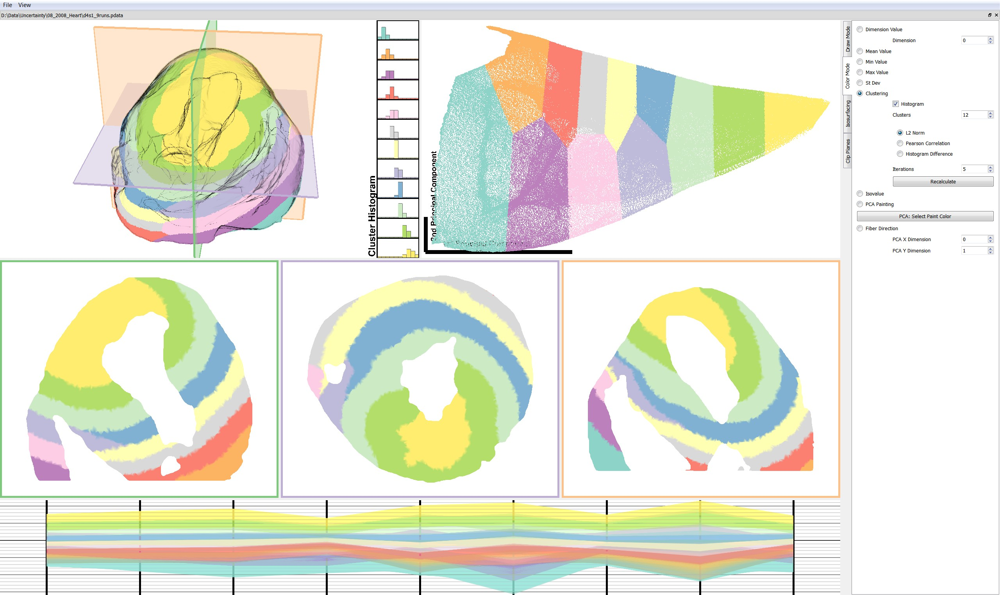 File View
D:\Data\Uncertainty\08_2008_Heart\d4s1_9runs.pdata
Cluster Histogram
2nd Principal Component
Draw Mode
Color Mode
Isosurfacing
Clip Planes
Dimension Value
Dimension 0
Mean Value
Min Value
Max Value
St Dev
Clustering
Histogram
Clusters 12
L2 Norm
Pearson Correlation
Histogram Difference
Iterations 5
Recalculate
Isovalue
PCA Painting
PCA: Select Paint Color
Fiber Direction
PCA X Dimension 0
PCA Y Dimension 1